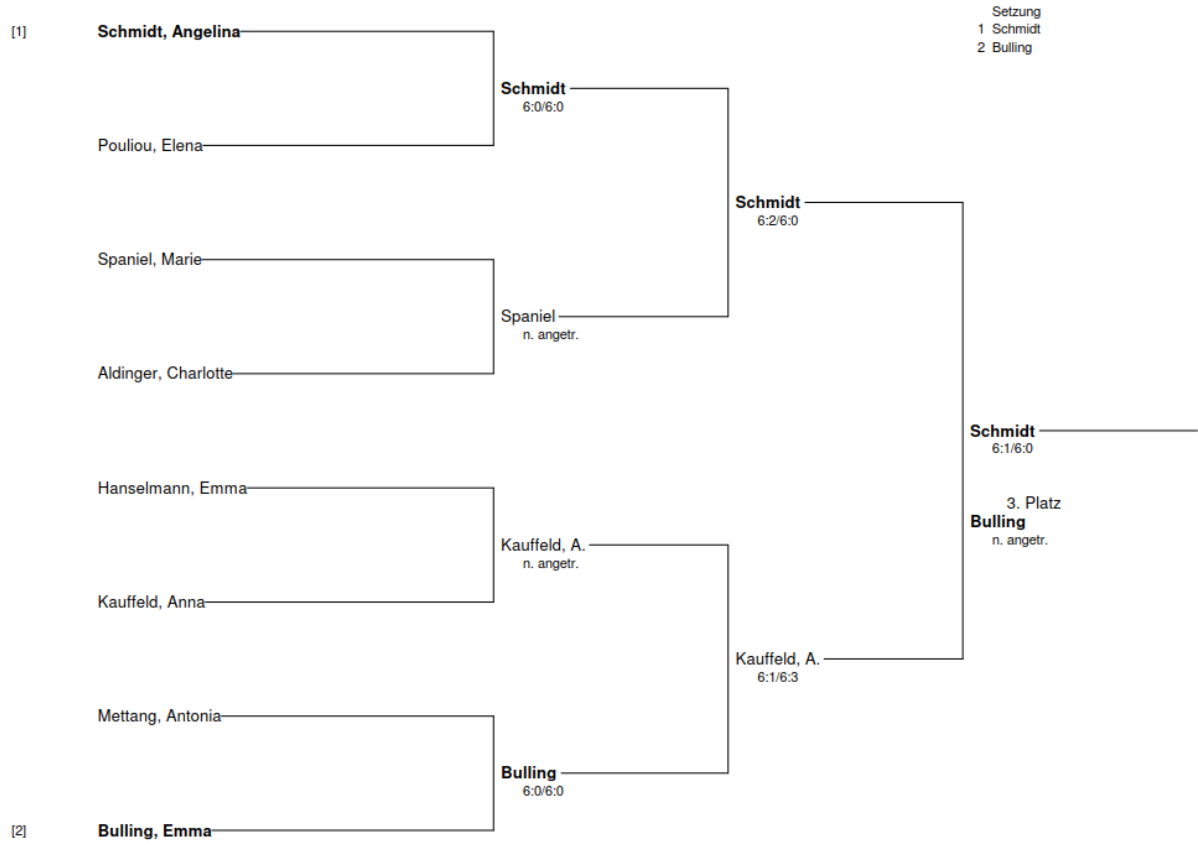 Setzung
1 Schmidt
2 Bulling
[1] Schmidt, Angelina
Schmidt
6:0/6:0
Pouliou, Elena
Schmidt
6:2/6:0
Spaniel, Marie
Spaniel
n. angetr.
Aldinger, Charlotte
Schmidt
6:1/6:0
Hanselmann, Emma
3. Platz
Bulling
n. angetr.
Kauffeld, A.
n. angetr.
Kauffeld, Anna
Kauffeld, A.
6:1/6:3
Mettang, Antonia
Bulling
6:0/6:0
[2] Bulling, Emma